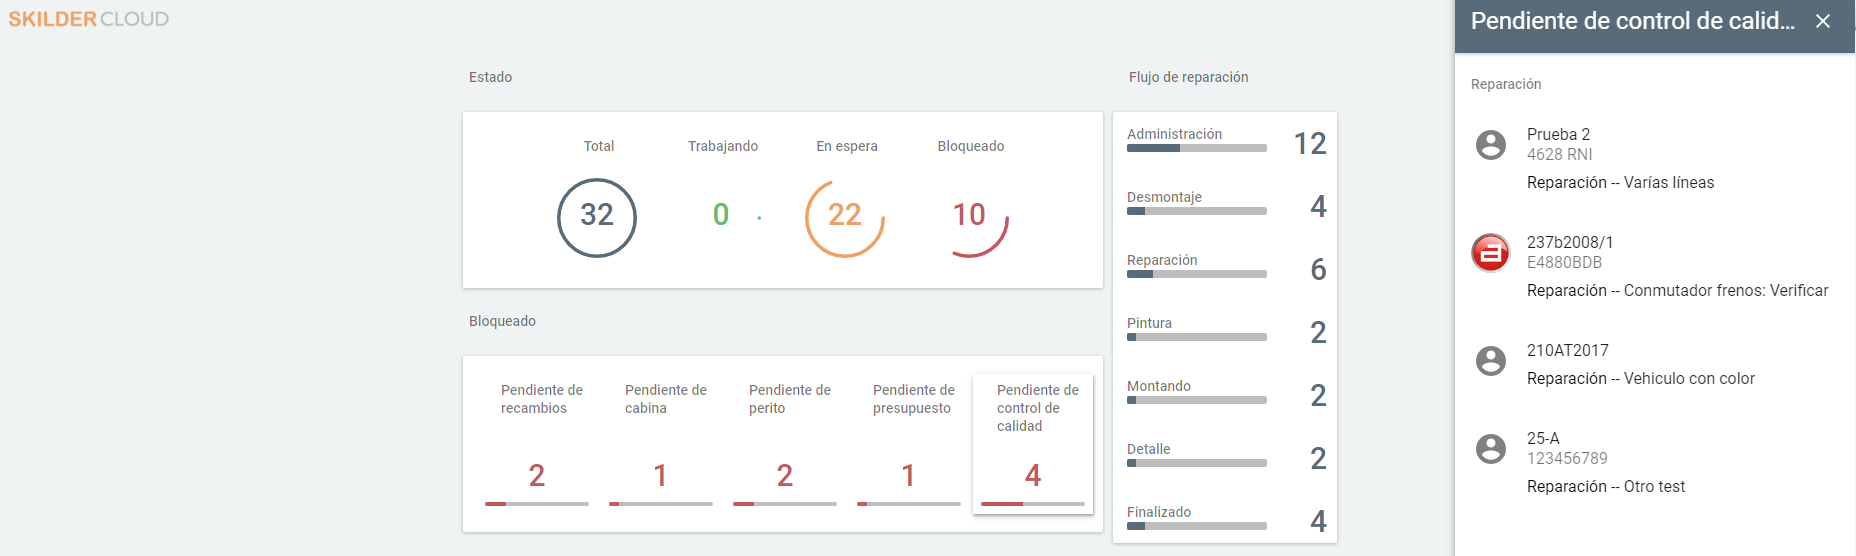 SKILDER CLOUD
Estado
Total
Trabajando
En espera
Bloqueado
32
0
22
10
Bloqueado
Pendiente de
recambios
2
Pendiente de
cabina
1
Pendiente de
perito
2
Pendiente de
presupuesto
1
Pendiente de
control de
calidad
4
Flujo de reparación
Administración 12
Desmontaje 4
Reparación 6
Pintura 2
Montando 2
Detalle 2
Finalizado 4
Pendiente de control de calid...
Reparación
Prueba 2
4628 RNI
Reparación -- Varías líneas
237b2008/1
E4880BDB
Reparación -- Conmutador frenos: Verificar
210AT2017
Reparación -- Vehiculo con color
25-A
123456789
Reparación -- Otro test